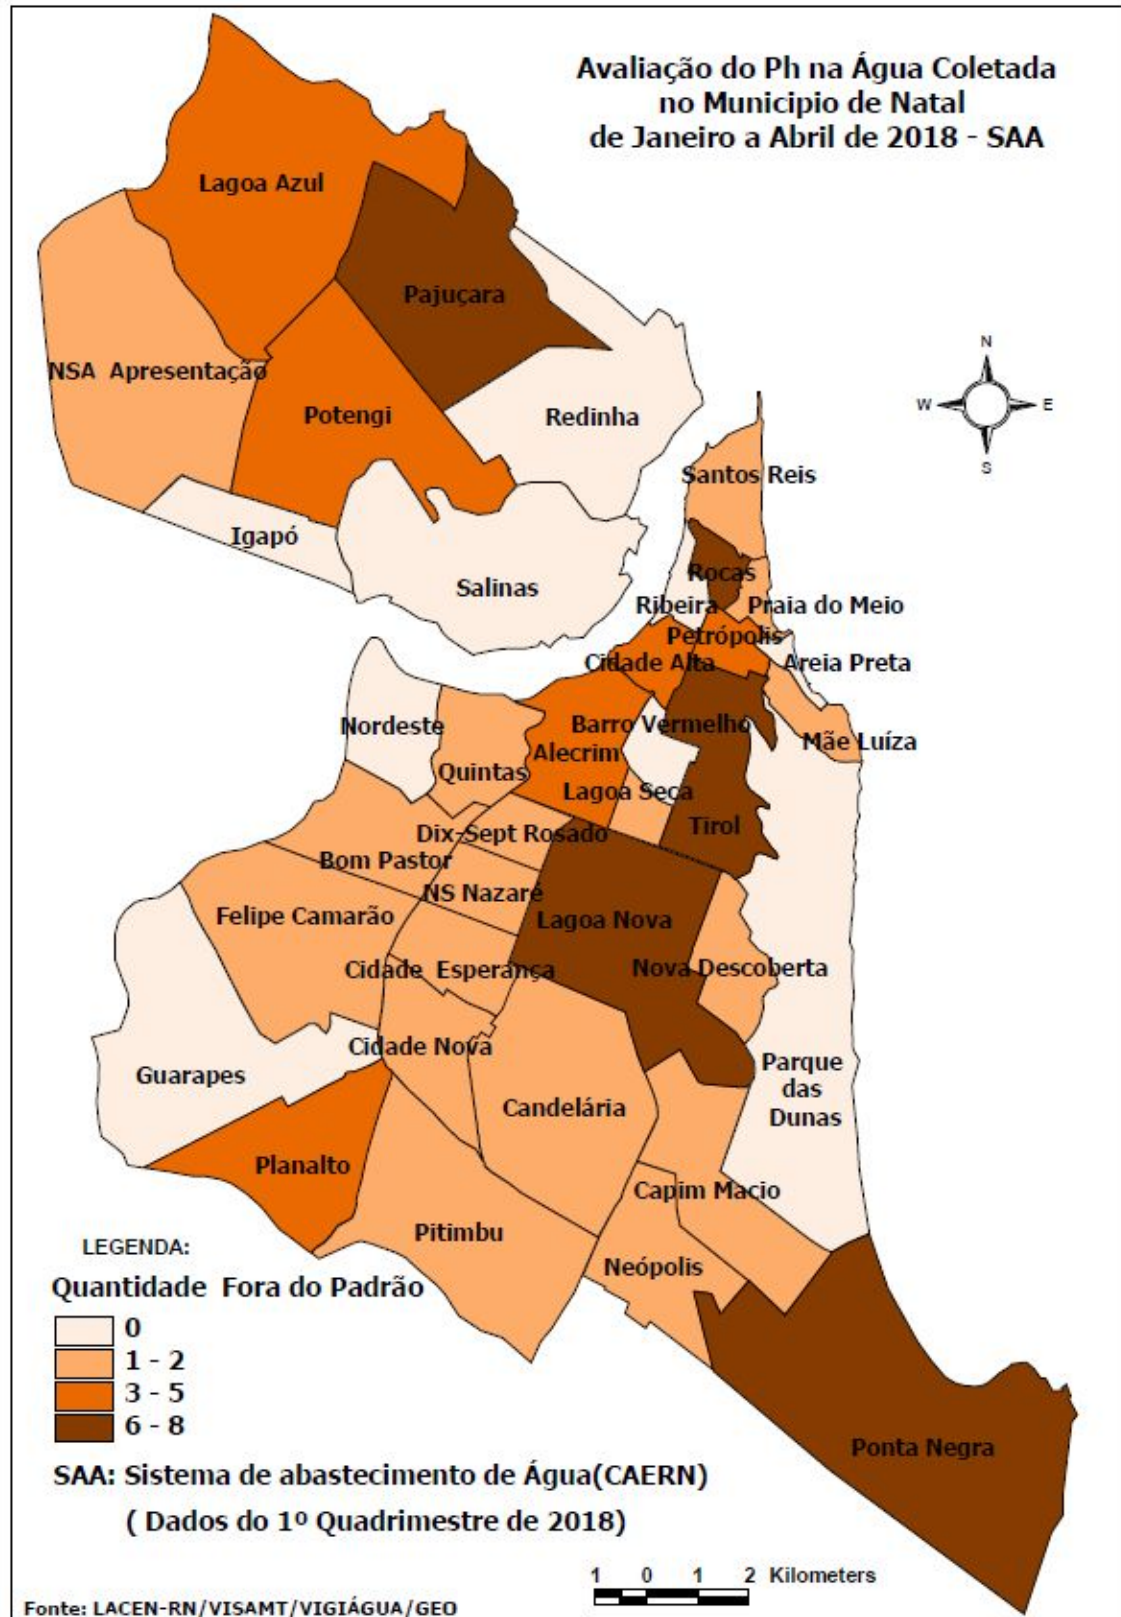 Avaliação do Ph na Água Coletada
no Municipio de Natal
de Janeiro a Abril de 2018 - SAA
Lagoa Azul
Pajuçara
NSA Apresentação
Potengi
Redinha
Igapó
Salinas
N
W
E
S
Santos Reis
Rocas
Ribeira
Praia do Meio
Petrópolis
Cidade Alta
Areia Preta
Nordeste
Barro Vermelho
Alecrim
Mãe Luíza
Quintas
Lagoa Seca
Tirol
Dix-Sept Rosado
Bom Pastor
NS Nazaré
Felipe Camarão
Lagoa Nova
Cidade Esperança
Nova Descoberta
Cidade Nova
Guarapes
Parque
das
Dunas
Candelária
Planalto
Capim Macio
Pitimbu
Neópolis
Ponta Negra
LEGENDA:
Quantidade Fora do Padrão
0
1 - 2
3 - 5
6 - 8
SAA: Sistema de abastecimento de Água(CAERN)
( Dados do 1º Quadrimestre de 2018)
1 0 1 2 Kilometers
Fonte: LACEN-RN/VISAMT/VIGIÁGUA/GEO